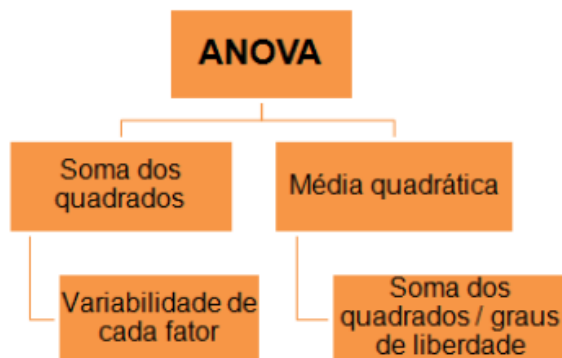 ANOVA
Soma dos
quadrados
Média quadrática
Variabilidade de
cada fator
Soma dos
quadrados / graus
de liberdade